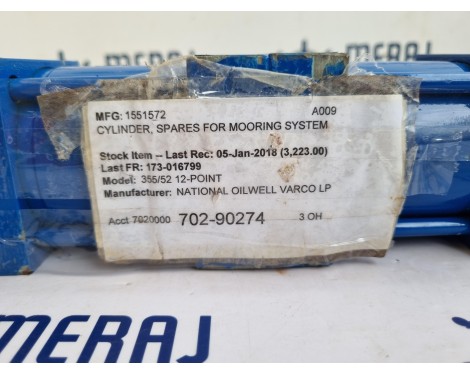 MERAJ
MFG: 1551572 A009
CYLINDER, SPARES FOR MOORING SYSTEM
Stock Item -- Last Rec: 05-Jan-2018 (3,223.00)
Last FR: 173-016799
Model: 355/52 12-POINT
Manufacturer: NATIONAL OILWELL VARCO LP
Acct 7020000 702-90274 3 OH
MERAJ